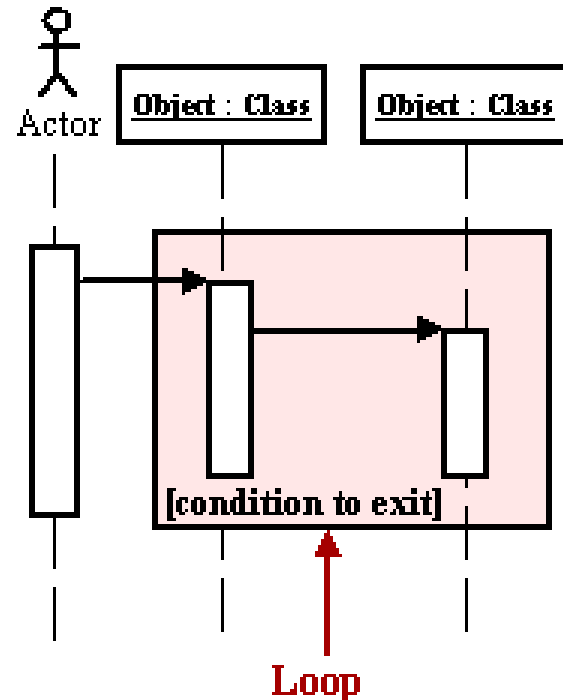 Actor
Object : Class
Object : Class
[condition to exit]
Loop